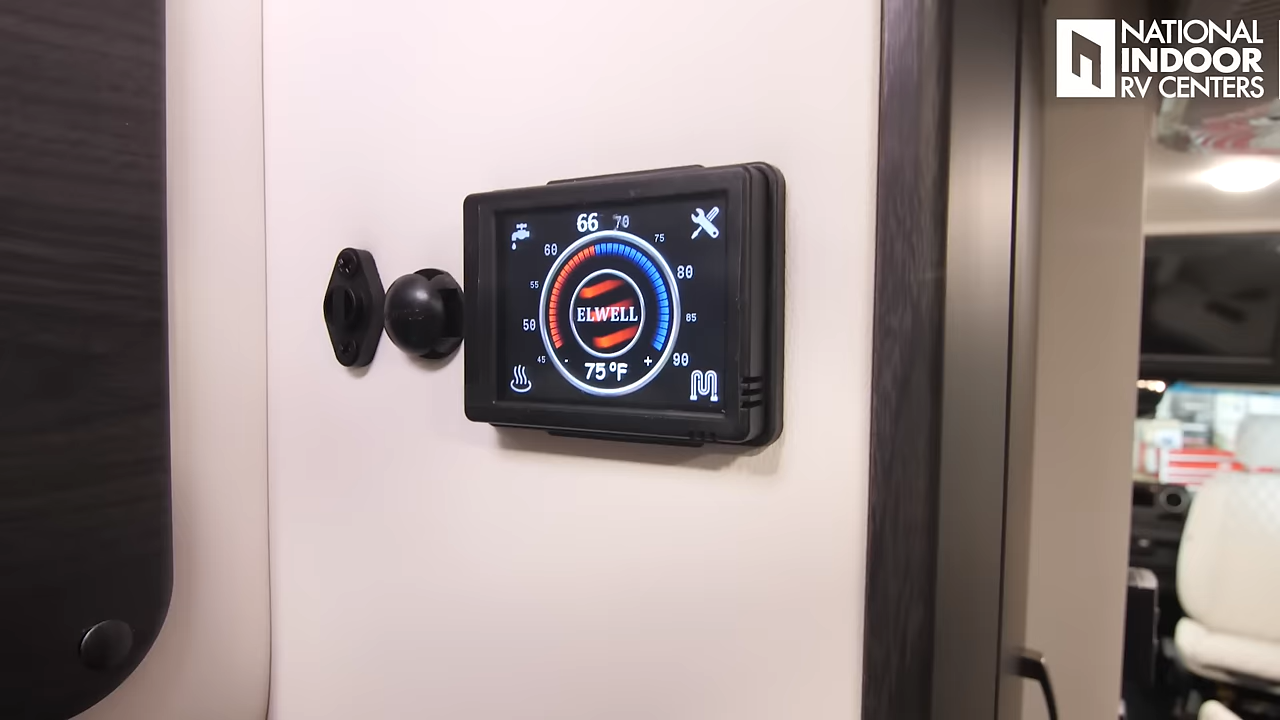 NATIONAL
INDOOR
RV CENTERS
66 70
60 75
55 80
50 85
45 - + 90
ELWELL
75°F